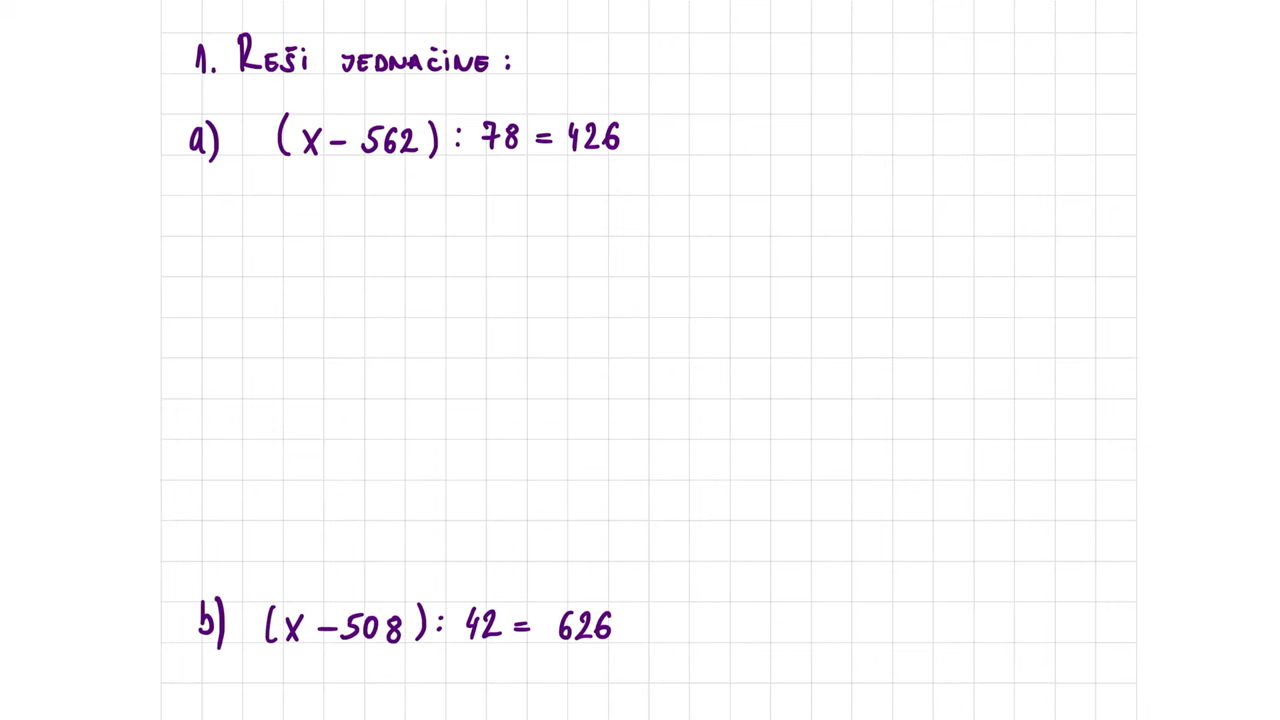 1. Reši jednačine:
a) (x - 562) : 78 = 426
b) (x - 508) : 42 = 626